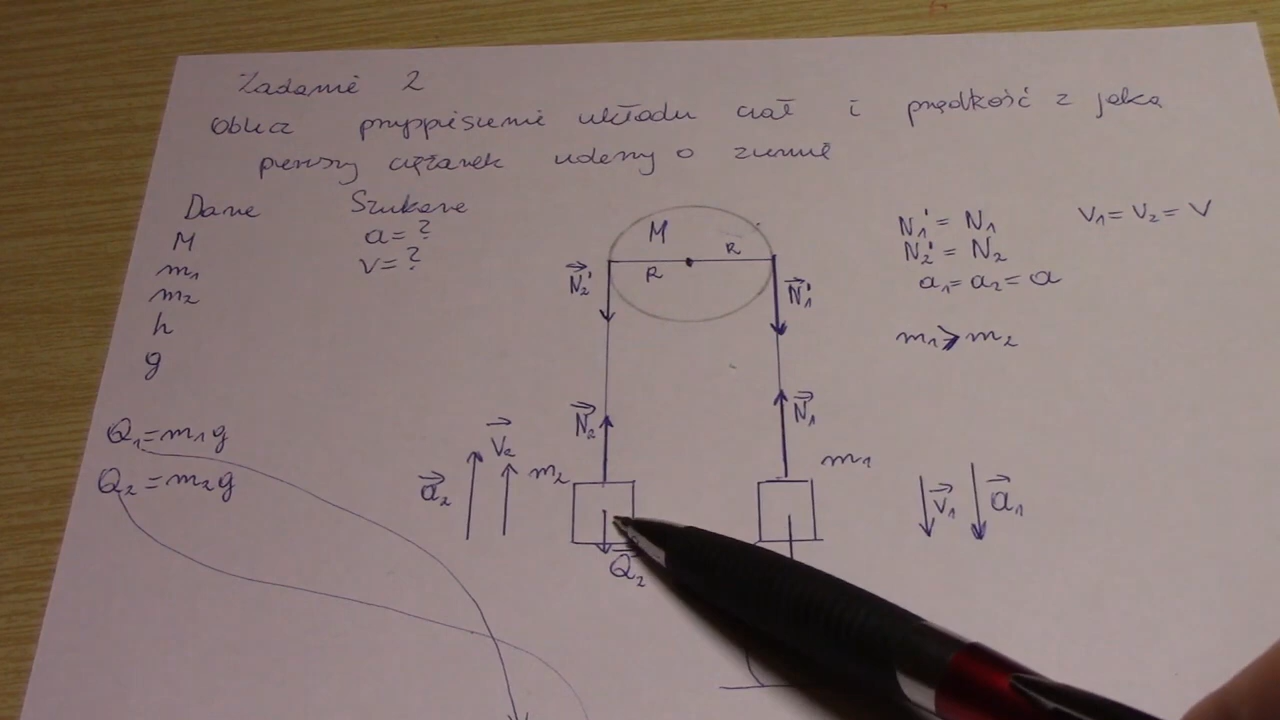 Zadanie 2
Oblicz przyspieszenie układu ciał i prędkość z jaką
pierwszy ciężarek uderzy o ziemię
Dane Szukane
M a = ?
m₁ v = ?
m₂
h
g
Q₁ = m₁g
Q₂ = m₂g
M
R R
N₂' N₁'
N₁' = N₁ v₁ = v₂ = v
N₂' = N₂
a₁ = a₂ = a
m₁ > m₂
N₂ N₁
a₂ v₂ m₂ m₁ v₁ a₁
Q₂